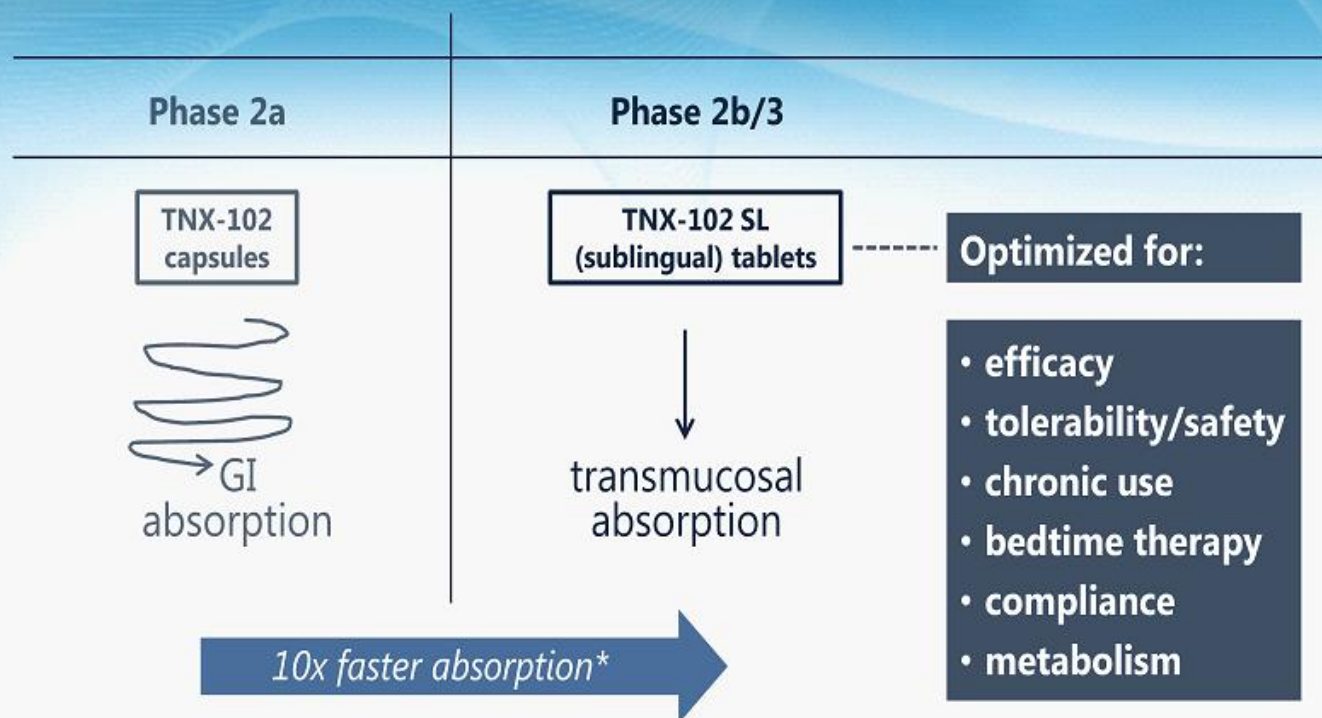 Phase 2a
Phase 2b/3
TNX-102
capsules
TNX-102 SL
(sublingual) tablets
Optimized for:
GI
absorption
transmucosal
absorption
• efficacy
• tolerability/safety
• chronic use
• bedtime therapy
• compliance
• metabolism
10x faster absorption*